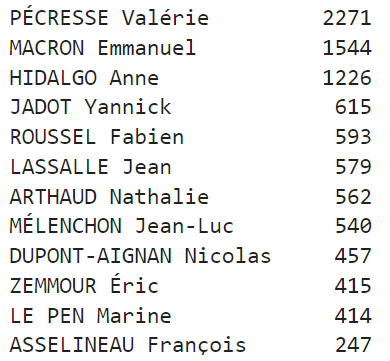 PÉCRESSE Valérie 2271
MACRON Emmanuel 1544
HIDALGO Anne 1226
JADOT Yannick 615
ROUSSEL Fabien 593
LASSALLE Jean 579
ARTHAUD Nathalie 562
MÉLENCHON Jean-Luc 540
DUPONT-AIGNAN Nicolas 457
ZEMMOUR Éric 415
LE PEN Marine 414
ASSELINEAU François 247